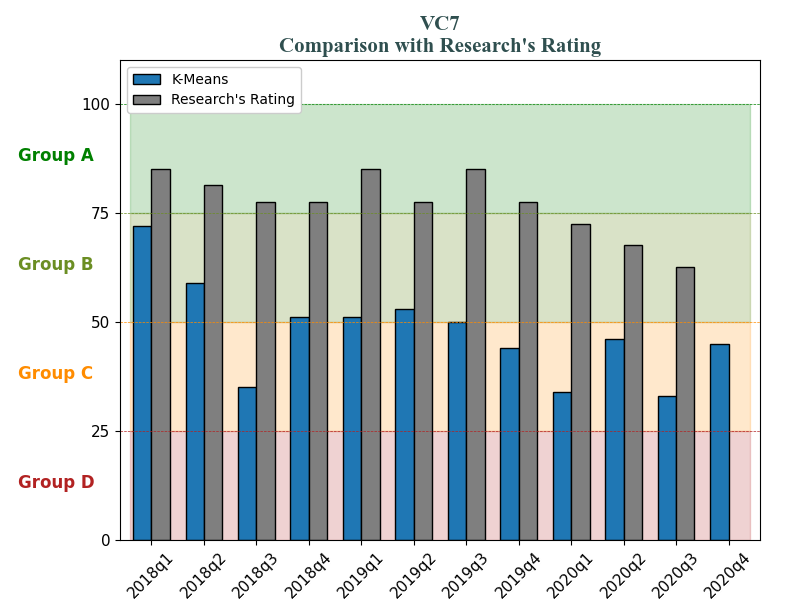 VC7
Comparison with Research's Rating
K-Means
Research's Rating
100
Group A
75
Group B
50
Group C
25
Group D
0
2018q1
2018q2
2018q3
2018q4
2019q1
2019q2
2019q3
2019q4
2020q1
2020q2
2020q3
2020q4